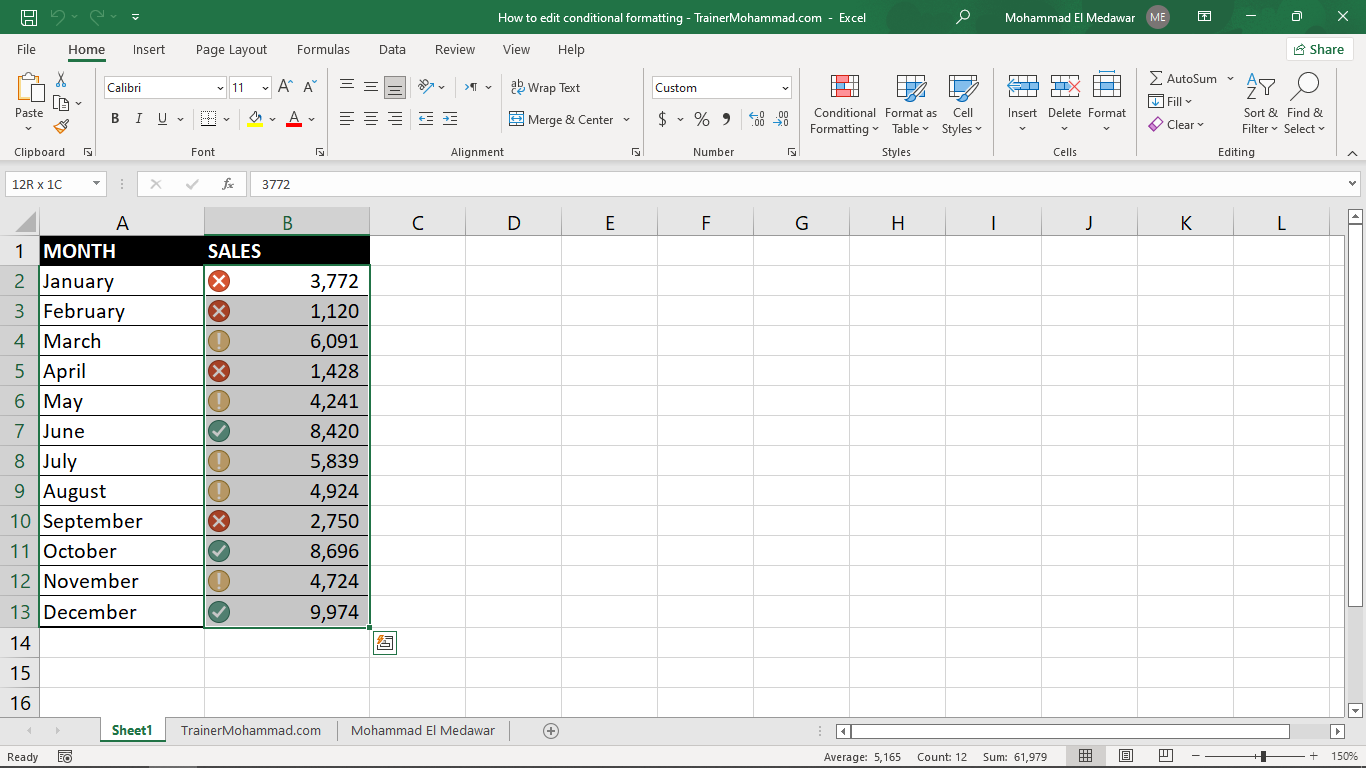 How to edit conditional formatting - TrainerMohammad.com - Excel
Mohammad El Medawar ME
File Home Insert Page Layout Formulas Data Review View Help Share
Paste
Calibri 11
B I U A
ab Wrap Text
Merge & Center
Custom
$ % 9
Conditional Formatting
Format as Table
Cell Styles
Insert Delete Format
AutoSum
Fill
Clear
Sort & Filter
Find & Select
Clipboard Font Alignment Number Styles Cells Editing
12R x 1C fx 3772
A B C D E F G H I J K L
1 MONTH SALES
2 January 3,772
3 February 1,120
4 March 6,091
5 April 1,428
6 May 4,241
7 June 8,420
8 July 5,839
9 August 4,924
10 September 2,750
11 October 8,696
12 November 4,724
13 December 9,974
14
15
16
Sheet1 TrainerMohammad.com Mohammad El Medawar
Ready Average: 5,165 Count: 12 Sum: 61,979 150%